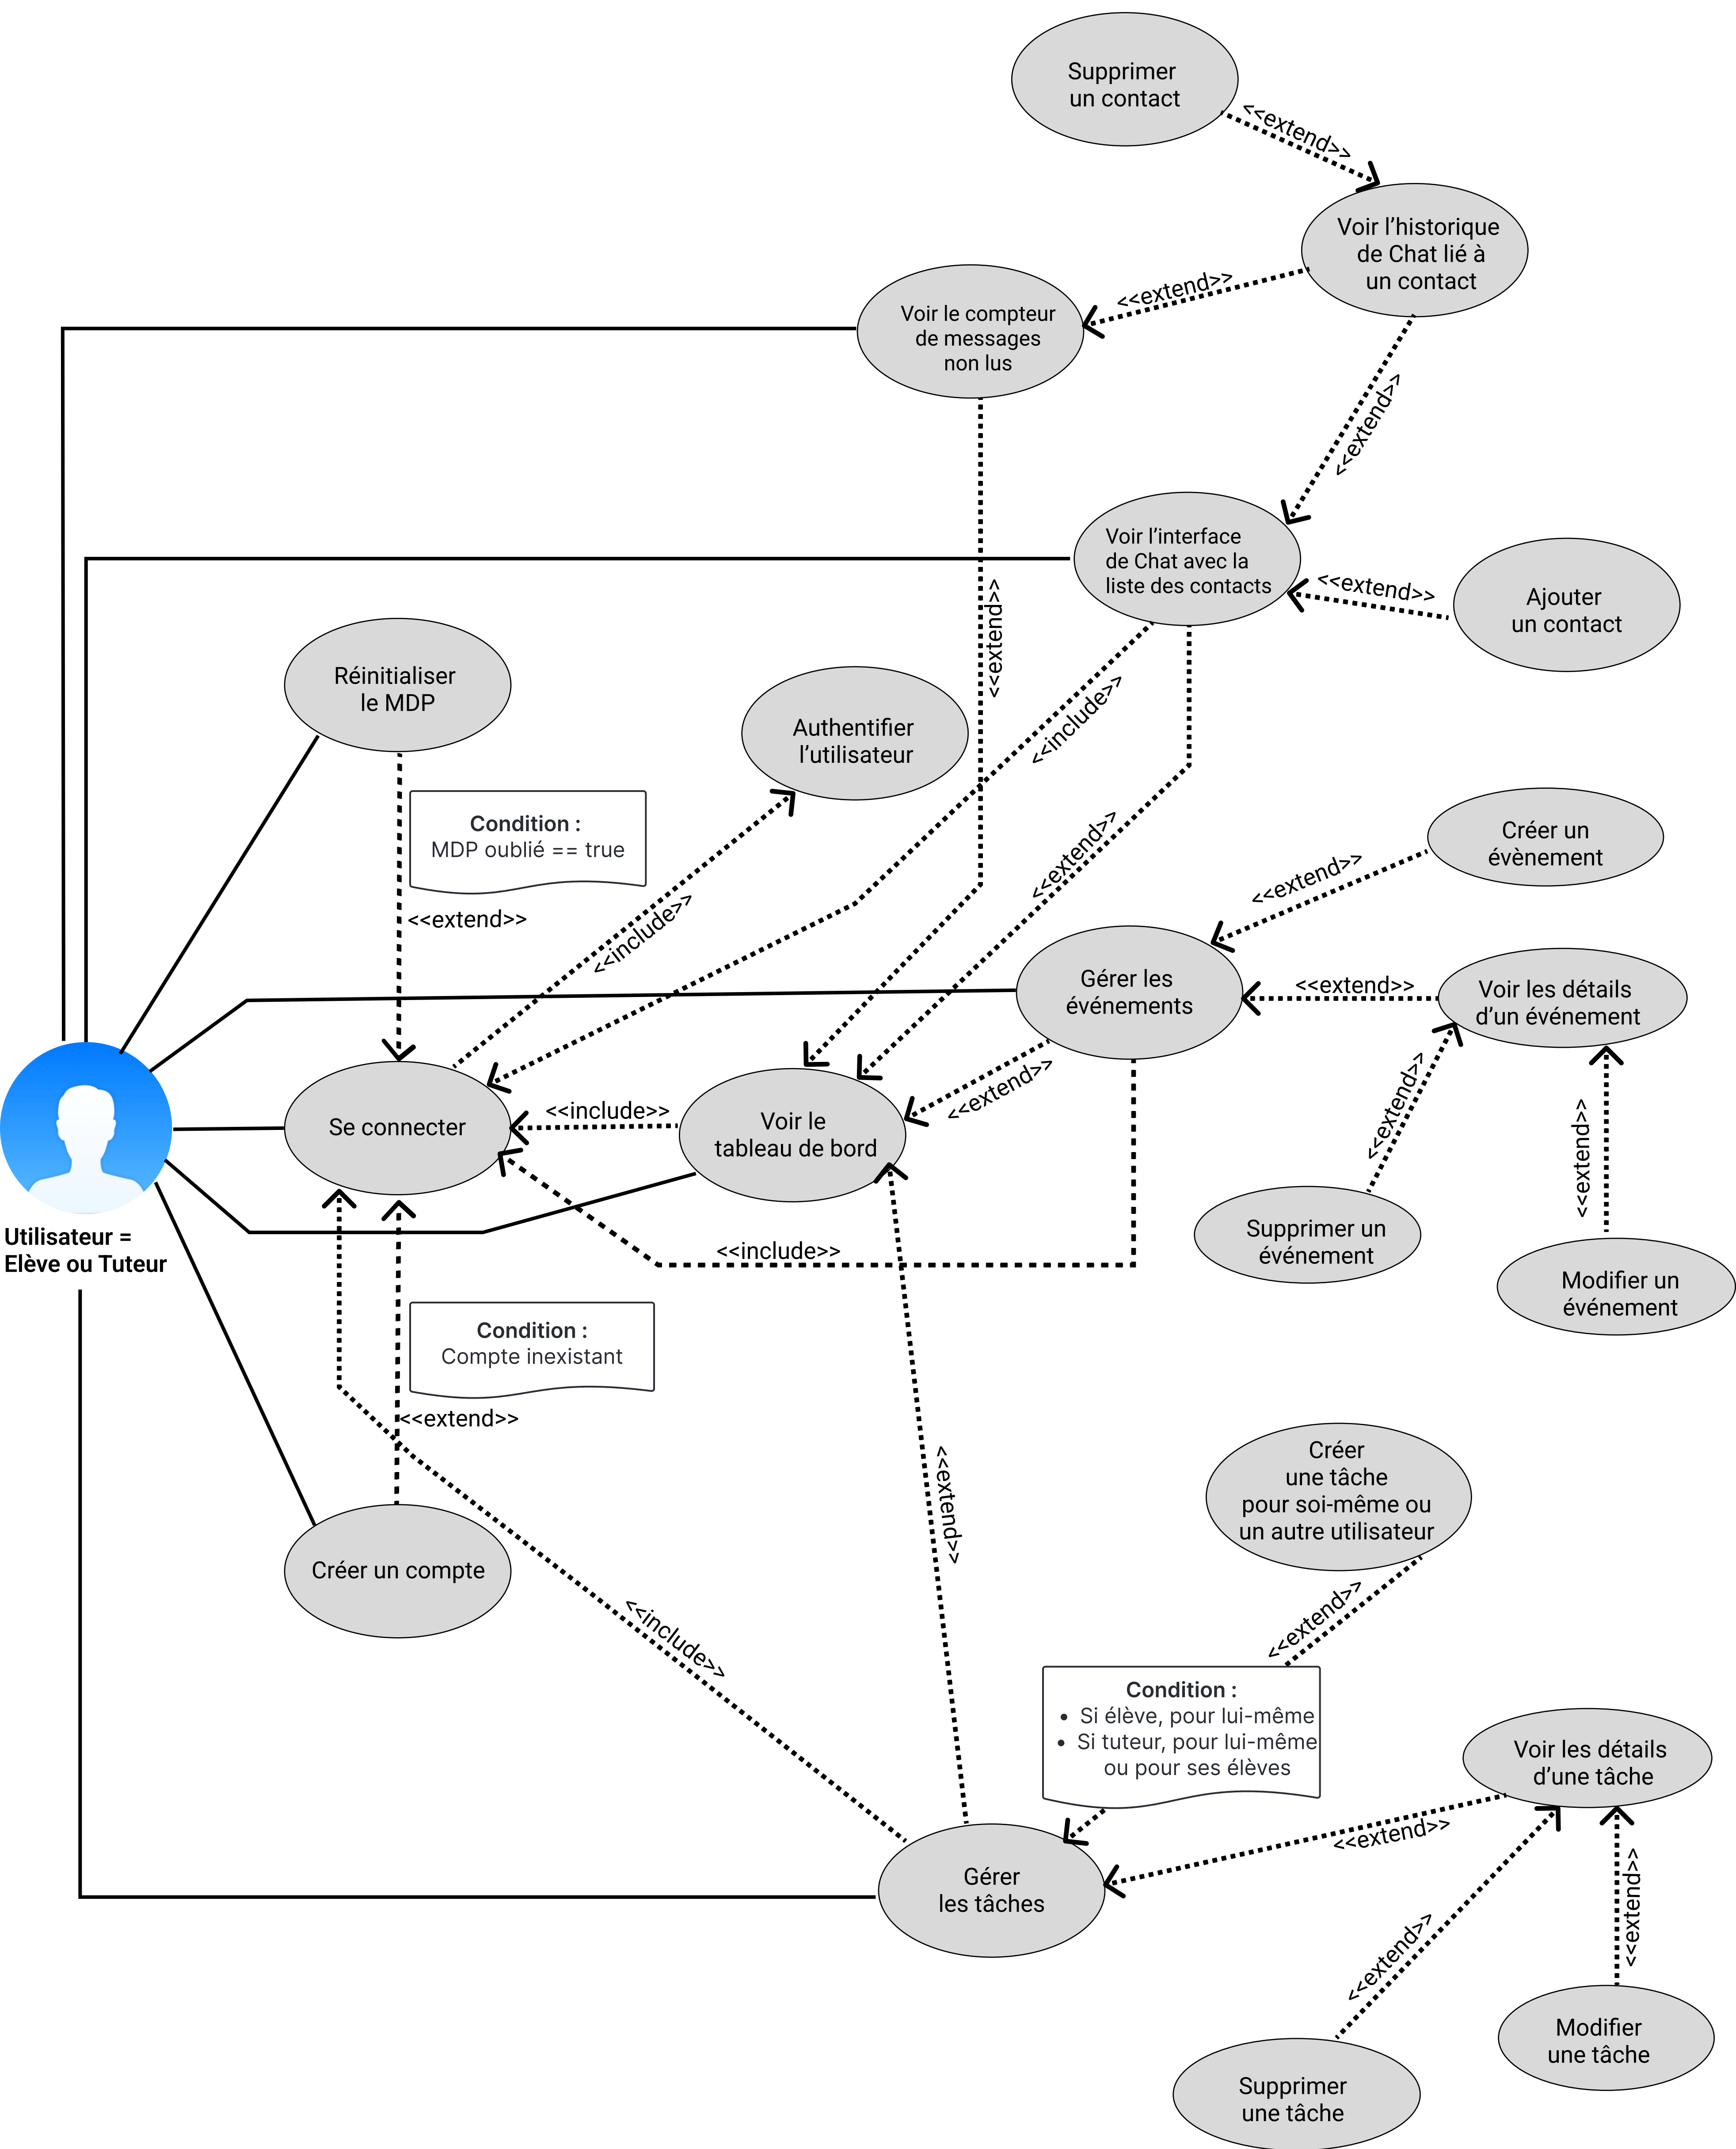 Supprimer
un contact
<<extend>>
Voir l’historique
de Chat lié à
un contact
<<extend>>
Voir le compteur
de messages
non lus
<<extend>>
Voir l’interface
de Chat avec la
liste des contacts
<<extend>>
Ajouter
un contact
<<extend>>
Réinitialiser
le MDP
Authentifier
l’utilisateur
<<include>>
Condition :
MDP oublié == true
<<extend>>
<<include>>
<<extend>>
Créer un
évènement
<<extend>>
Gérer les
événements
<<extend>>
Voir les détails
d’un événement
Se connecter
<<include>>
Voir le
tableau de bord
<<extend>>
<<extend>>
<<extend>>
Utilisateur =
Elève ou Tuteur
<<include>>
Supprimer un
événement
Modifier un
événement
Condition :
Compte inexistant
<<extend>>
<<extend>>
Créer
une tâche
pour soi-même ou
un autre utilisateur
Créer un compte
<<include>>
<<extend>>
Condition :
• Si élève, pour lui-même
• Si tuteur, pour lui-même
ou pour ses élèves
Voir les détails
d’une tâche
<<extend>>
Gérer
les tâches
<<extend>>
<<extend>>
Modifier
une tâche
Supprimer
une tâche